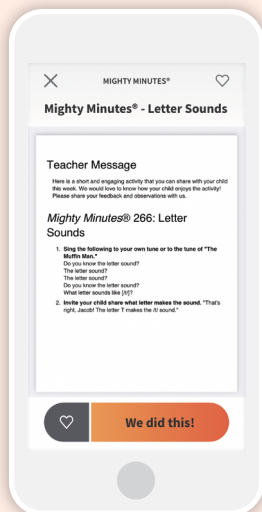 MIGHTY MINUTES®
Mighty Minutes® - Letter Sounds
Teacher Message
Here is a short and engaging activity that you can share with your child
this week. We would love to know how your child enjoys the activity!
Please share your feedback and observations with us.
Mighty Minutes® 266: Letter
Sounds
1. Sing the following to your own tune or to the tune of "The
Muffin Man."
Do you know the letter sound?
The letter sound?
The letter sound?
Do you know the letter sound?
What letter sounds like [/t/]?
2. Invite your child share what letter makes the sound. "That's
right, Jacob! The letter T makes the /t/ sound."
We did this!